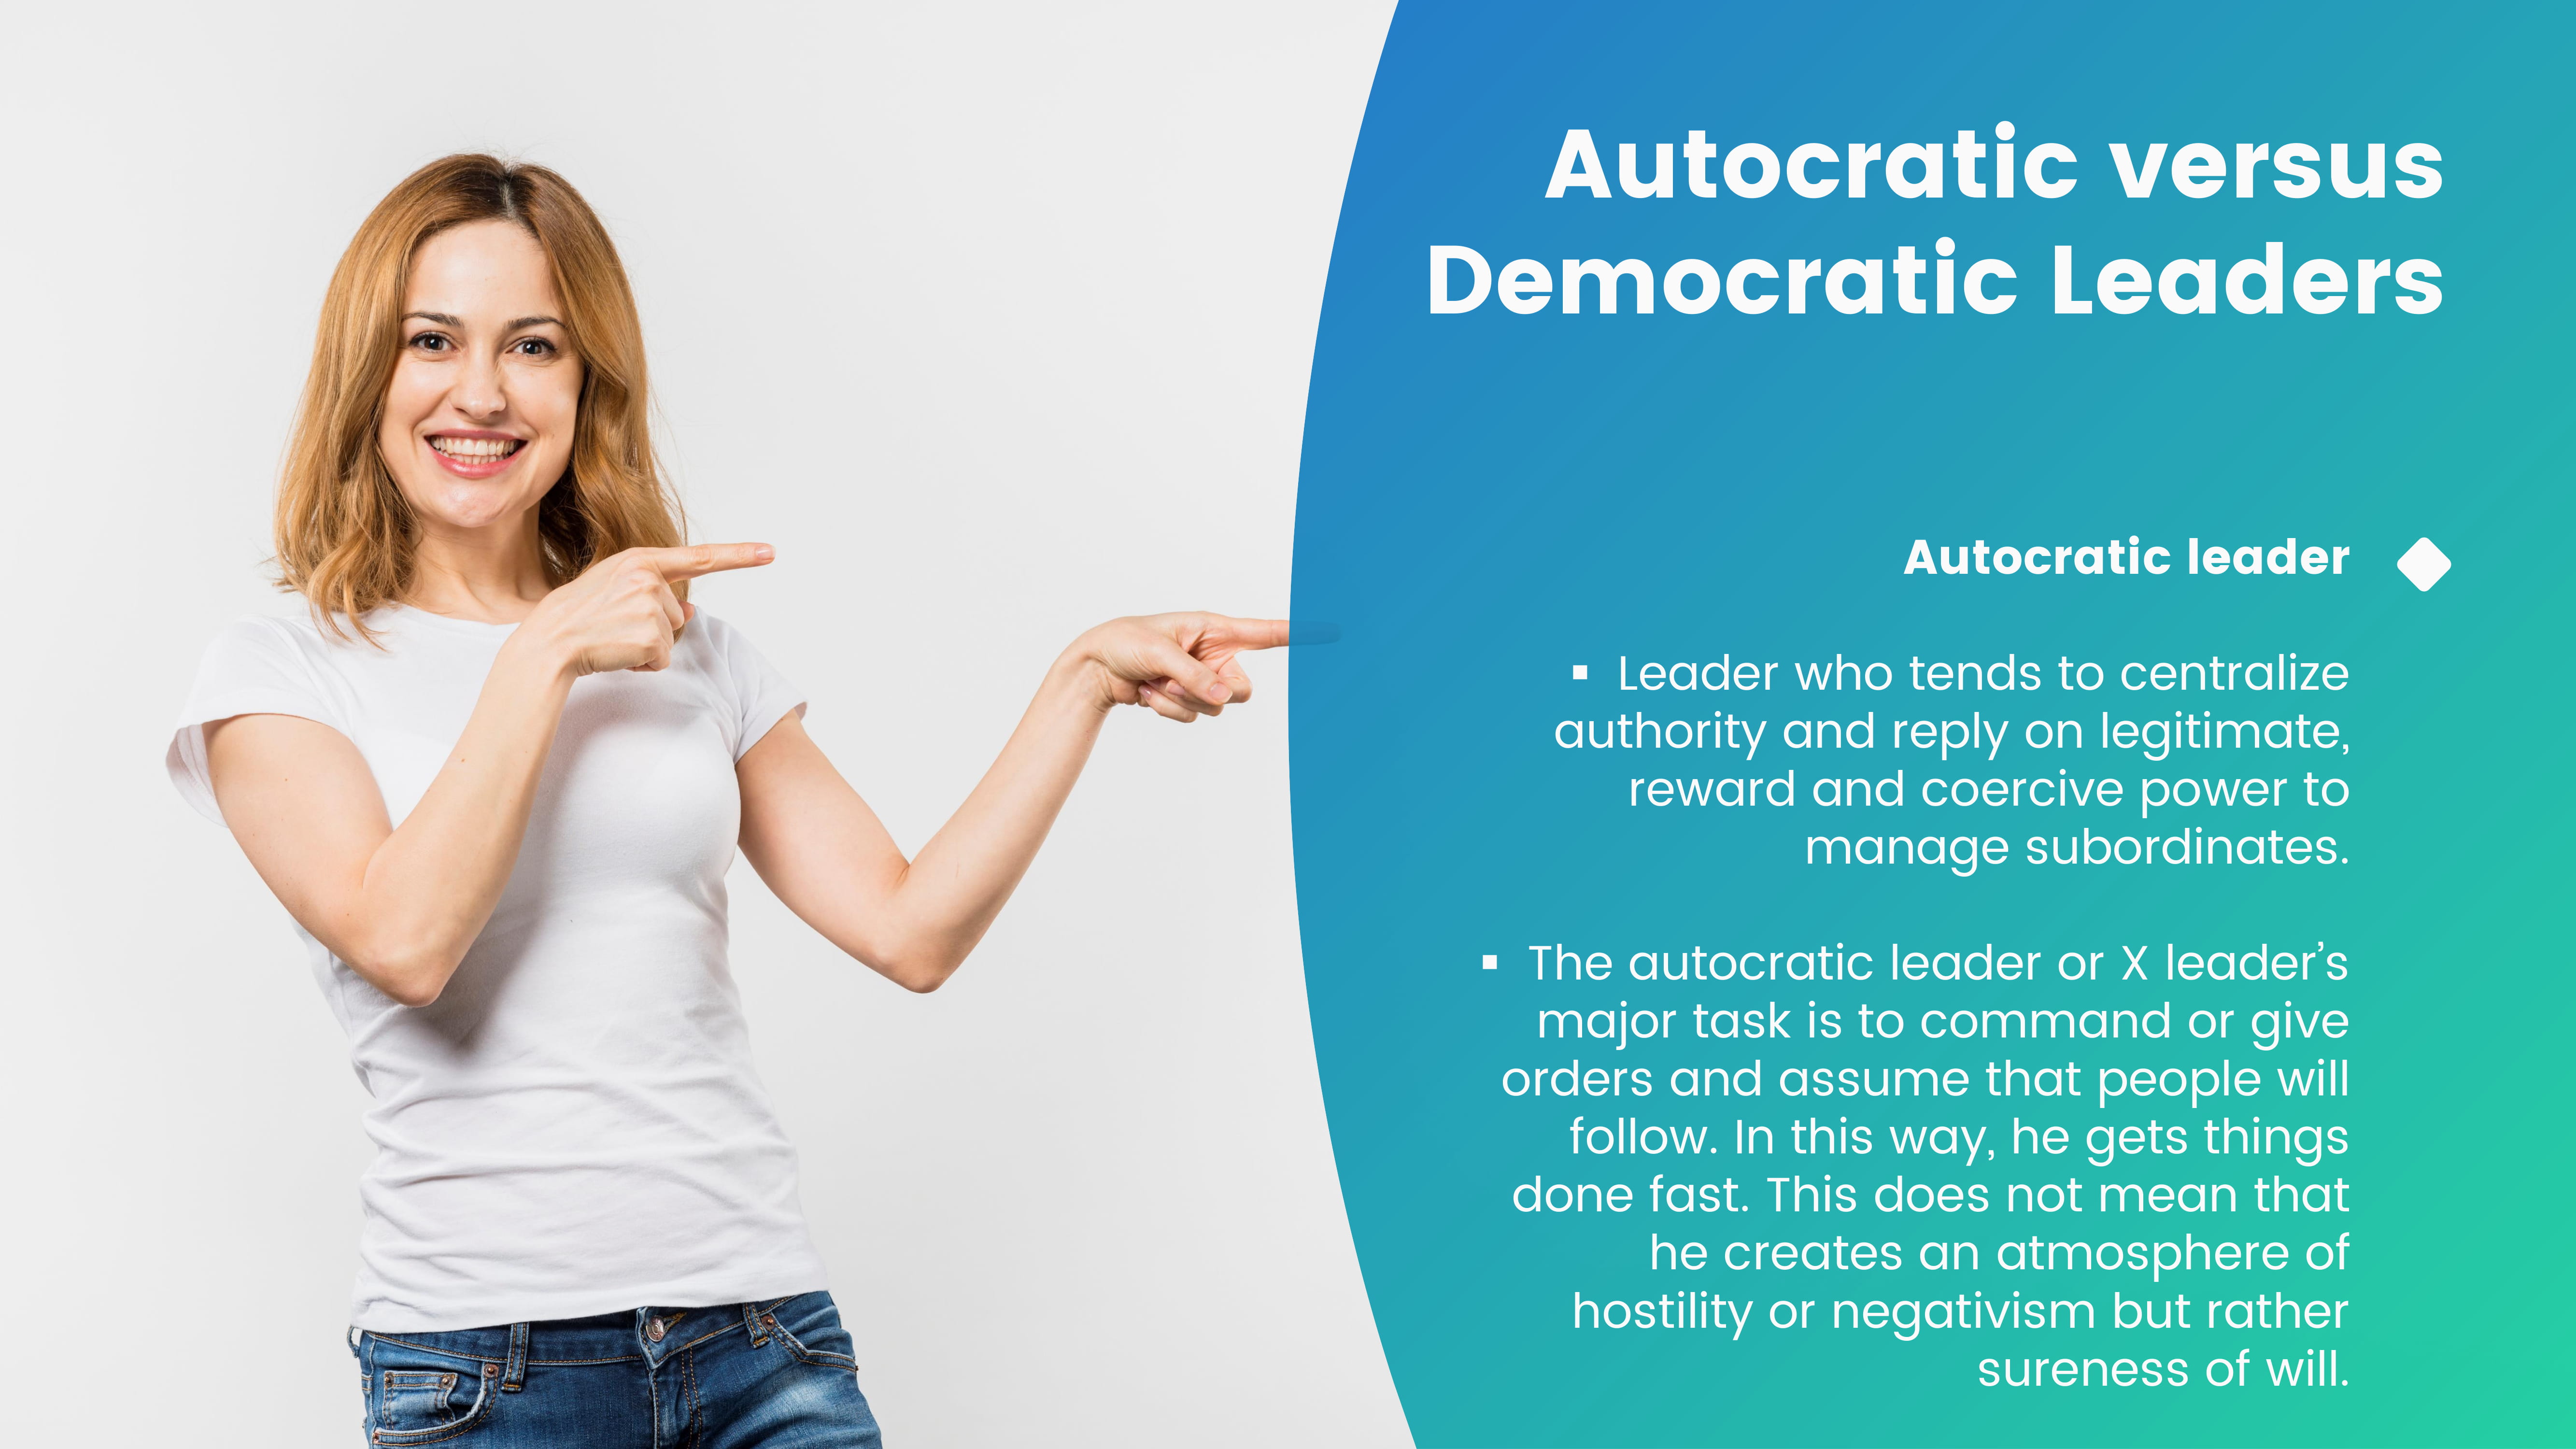 Autocratic versus
Democratic Leaders
Autocratic leader
▪ Leader who tends to centralize
authority and reply on legitimate,
reward and coercive power to
manage subordinates.
▪ The autocratic leader or X leader’s
major task is to command or give
orders and assume that people will
follow. In this way, he gets things
done fast. This does not mean that
he creates an atmosphere of
hostility or negativism but rather
sureness of will.